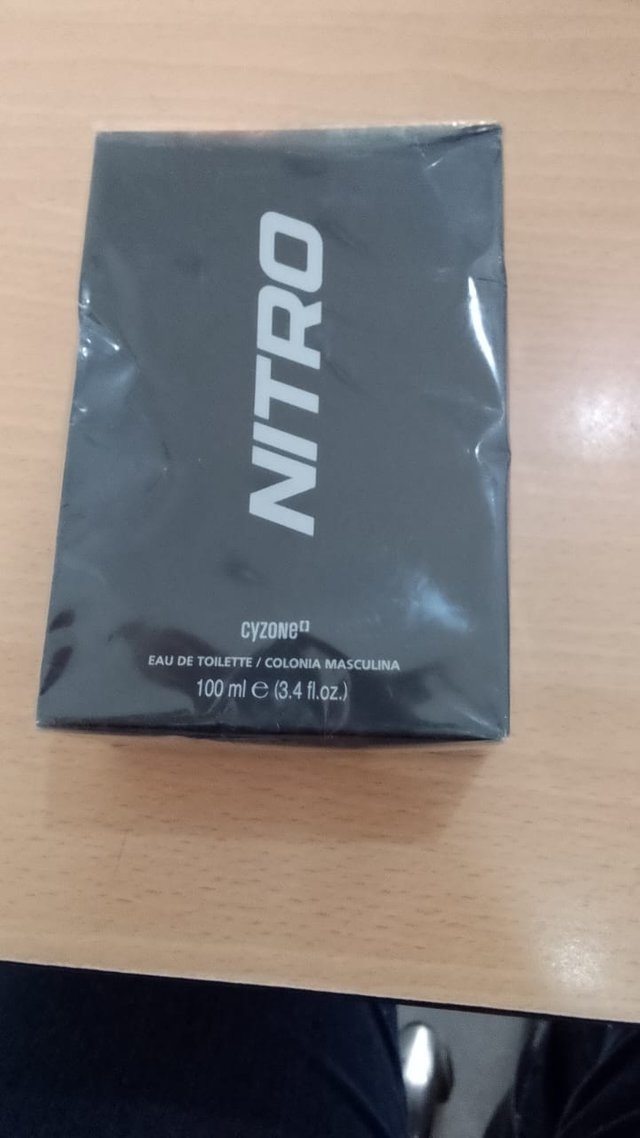 NITRO
cyzone[]
EAU DE TOILETTE / COLONIA MASCULINA
100 ml ℮ (3.4 fl.oz.)